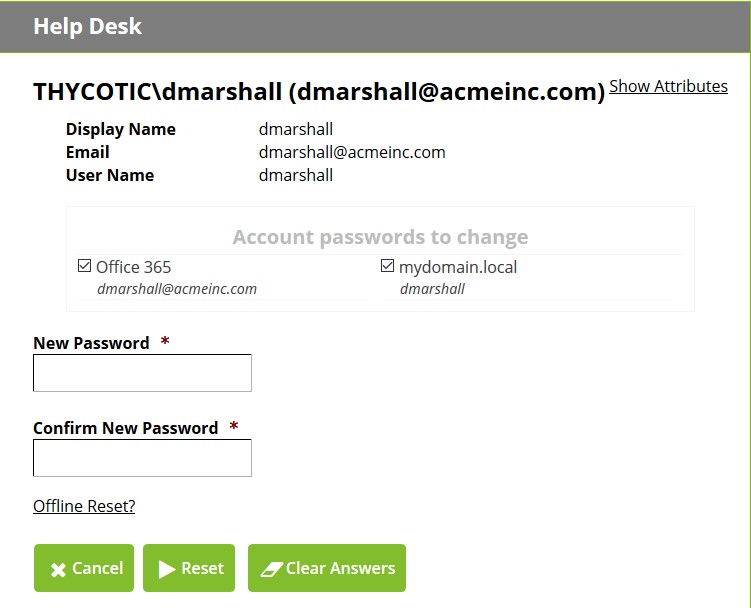 Help Desk
THYCOTIC\dmarshall (dmarshall@acmeinc.com) Show Attributes
Display Name dmarshall
Email dmarshall@acmeinc.com
User Name dmarshall
Account passwords to change
Office 365 mydomain.local
dmarshall@acmeinc.com dmarshall
New Password *
Confirm New Password *
Offline Reset?
Cancel Reset Clear Answers